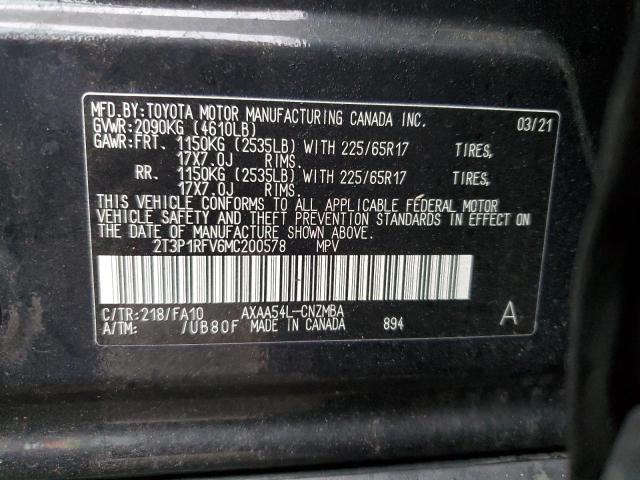 MFD.BY:TOYOTA MOTOR MANUFACTURING CANADA INC. 03/21
GVWR:2090KG (4610LB)
GAWR:FRT. 1150KG (2535LB) WITH 225/65R17 TIRES,
17X7.0J RIMS.
RR. 1150KG (2535LB) WITH 225/65R17 TIRES,
17X7.0J RIMS.
THIS VEHICLE CONFORMS TO ALL APPLICABLE FEDERAL MOTOR
VEHICLE SAFETY AND THEFT PREVENTION STANDARDS IN EFFECT ON
THE DATE OF MANUFACTURE SHOWN ABOVE.
2T3P1RFV6MC200578 MPV
C/TR:218/FA10 AXAA54L-CNZMBA A
A/TM: /UB80F MADE IN CANADA 894